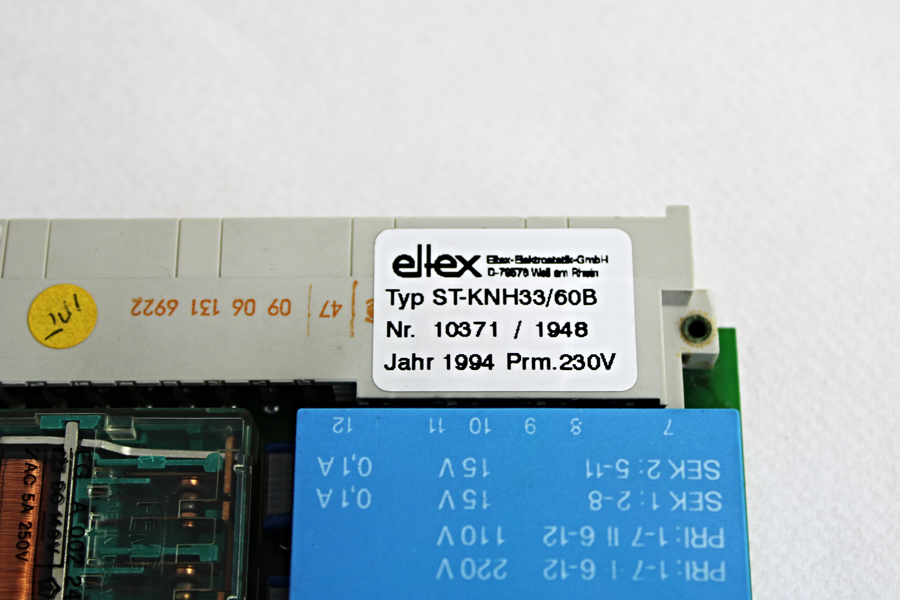 eltex Eltex-Elektrostatik-GmbH
D-79576 Weil am Rhein
Typ ST-KNH33/60B
Nr. 10371 / 1948
Jahr 1994 Prm.230V
09 06 131 6922
47
7 8 9 10 11 12
SEK 2: 5-11 15V 0,1A
SEK 1: 2-8 15V 0,1A
PRI: 1-7 II 6-12 110V
PRI: 1-7 I 6-12 220V
AC 5A 250V